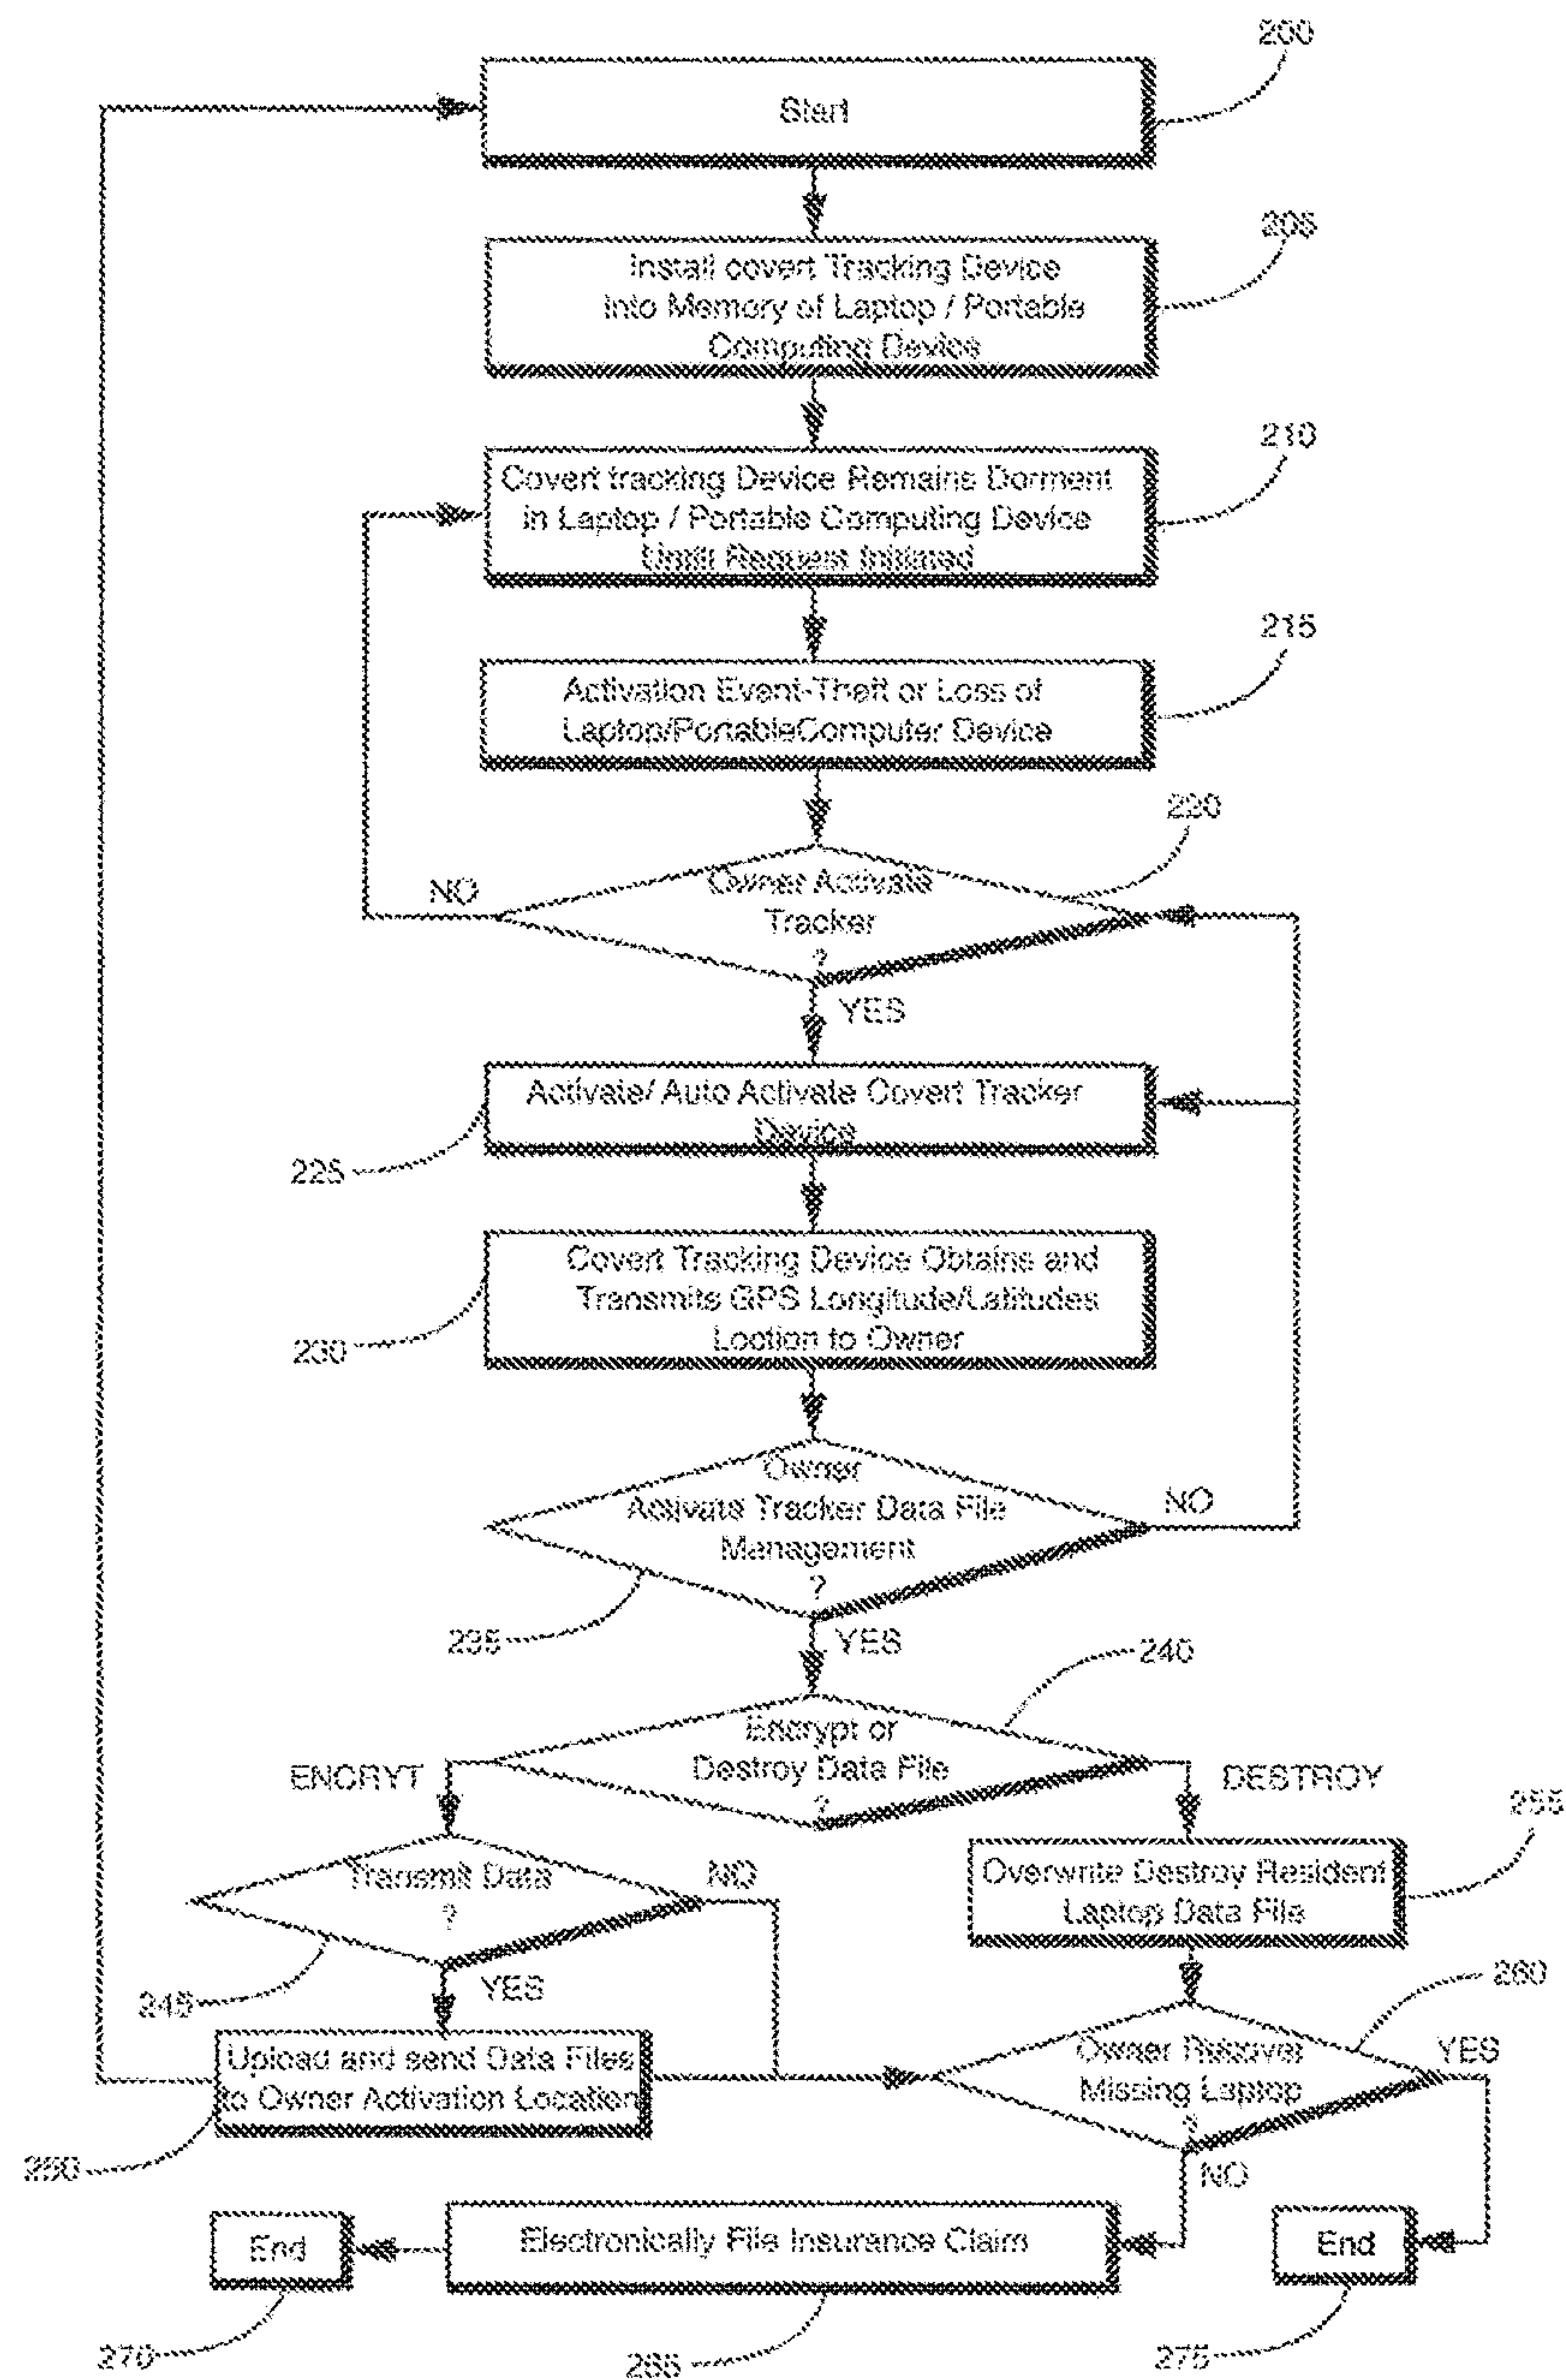 200
Start
205
Install covert Tracking Device
into Memory of Laptop / Portable
Computing Device
210
Covert tracking Device Remains Dorment
in Laptop / Portable Computing Device
Untill Request Initiated
215
Activation Event-Theft or Loss of
Laptop/PortableComputer Device
220
Owner Activate
Tracker
?
NO
YES
Activate/ Auto Activate Covert Tracker
Device
225
Covert Tracking Device Obtains and
Transmits GPS Longitude/Latitudes
Loction to Owner
230
Owner
Activate Tracker Data File
Management
?
NO
235
YES
240
Encrypt or
Destroy Data File
?
ENCRYT
DESTROY
255
Transmit Data
?
NO
Overwrite Destroy Resident
Laptop Data File
245
YES
260
Upload and send Data Files
to Owner Activation Location
Owner Recover
Missing Laptop
?
YES
250
NO
End
Electronically File Insurance Claim
End
270
265
275